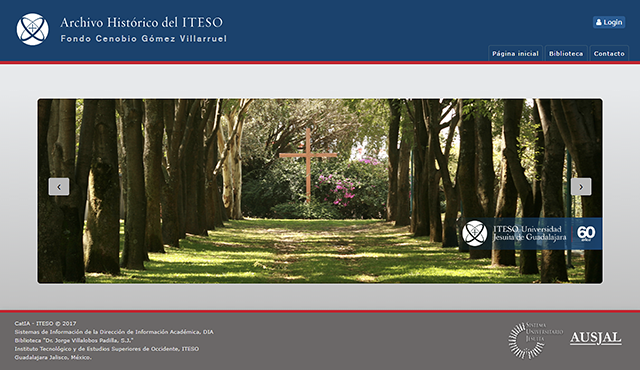 Archivo Histórico del ITESO
Fondo Cenobio Gómez Villarruel
Login
Página inicial
Biblioteca
Contacto
ITESO Universidad
Jesuita de Guadalajara
60
años
CatIA - ITESO © 2017
Sistemas de Información de la Dirección de Información Académica, DIA
Biblioteca "Dr. Jorge Villalobos Padilla, S.J."
Instituto Tecnológico y de Estudios Superiores de Occidente, ITESO
Guadalajara Jalisco, México.
SISTEMA
UNIVERSITARIO
JESUITA
AUSJAL